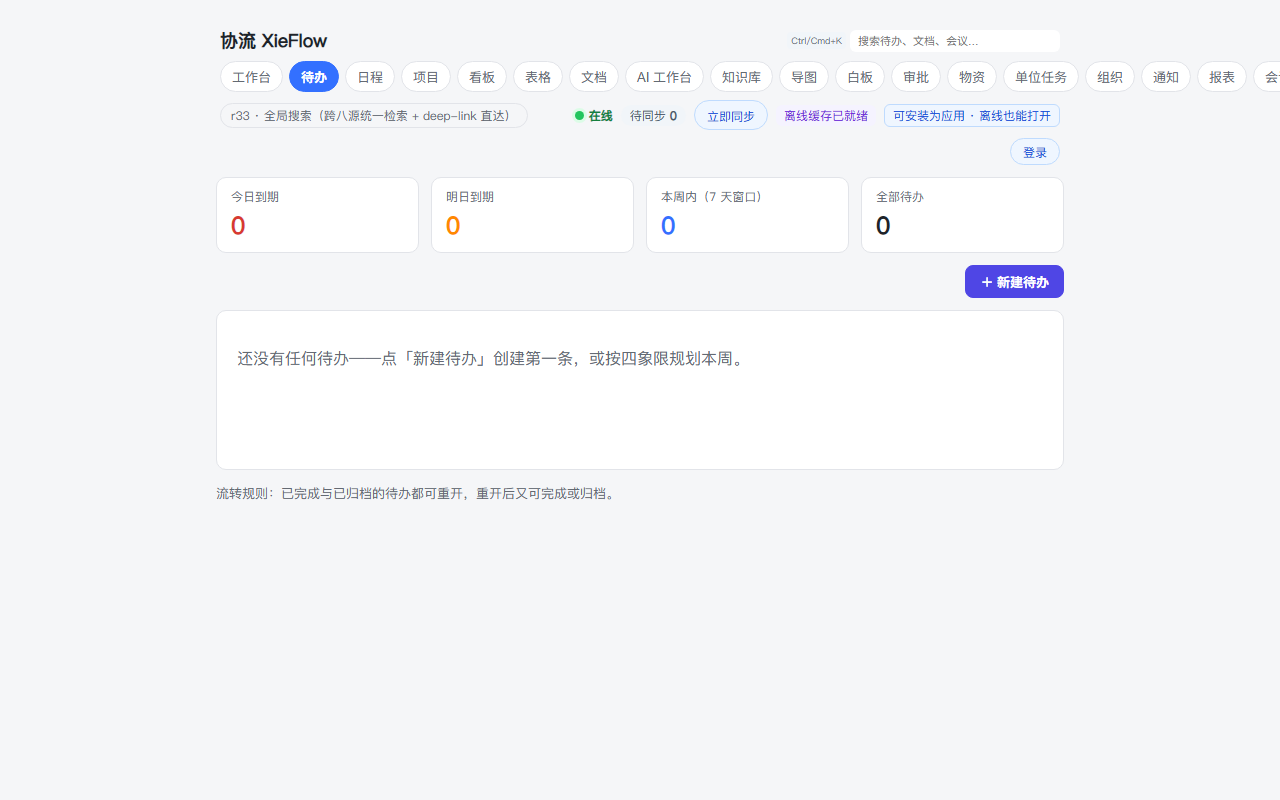 协流 XieFlow
Ctrl/Cmd+K
搜索待办、文档、会议...
工作台 待办 日程 项目 看板 表格 文档 AI 工作台 知识库 导图 白板 审批 物资 单位任务 组织 通知 报表 会
r33 · 全局搜索（跨八源统一检索 + deep-link 直达）
在线 待同步 0 立即同步 离线缓存已就绪 可安装为应用 · 离线也能打开
登录
今日到期 明日到期 本周内（7 天窗口） 全部待办
0 0 0 0
＋ 新建待办
还没有任何待办——点「新建待办」创建第一条，或按四象限规划本周。
流转规则：已完成与已归档的待办都可重开，重开后又可完成或归档。